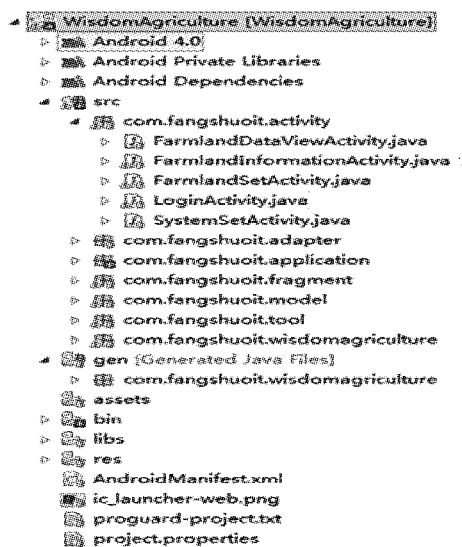 WisdomAgriculture [WisdomAgriculture]
Android 4.0
Android Private Libraries
Android Dependencies
src
com.fangshuoit.activity
FarmlandDataViewActivity.java
FarmlandInformationActivity.java
FarmlandSetActivity.java
LoginActivity.java
SystemSetActivity.java
com.fangshuoit.adapter
com.fangshuoit.application
com.fangshuoit.fragment
com.fangshuoit.model
com.fangshuoit.tool
com.fangshuoit.wisdomagriculture
gen [Generated Java Files]
com.fangshuoit.wisdomagriculture
assets
bin
libs
res
AndroidManifest.xml
ic_launcher-web.png
proguard-project.txt
project.properties